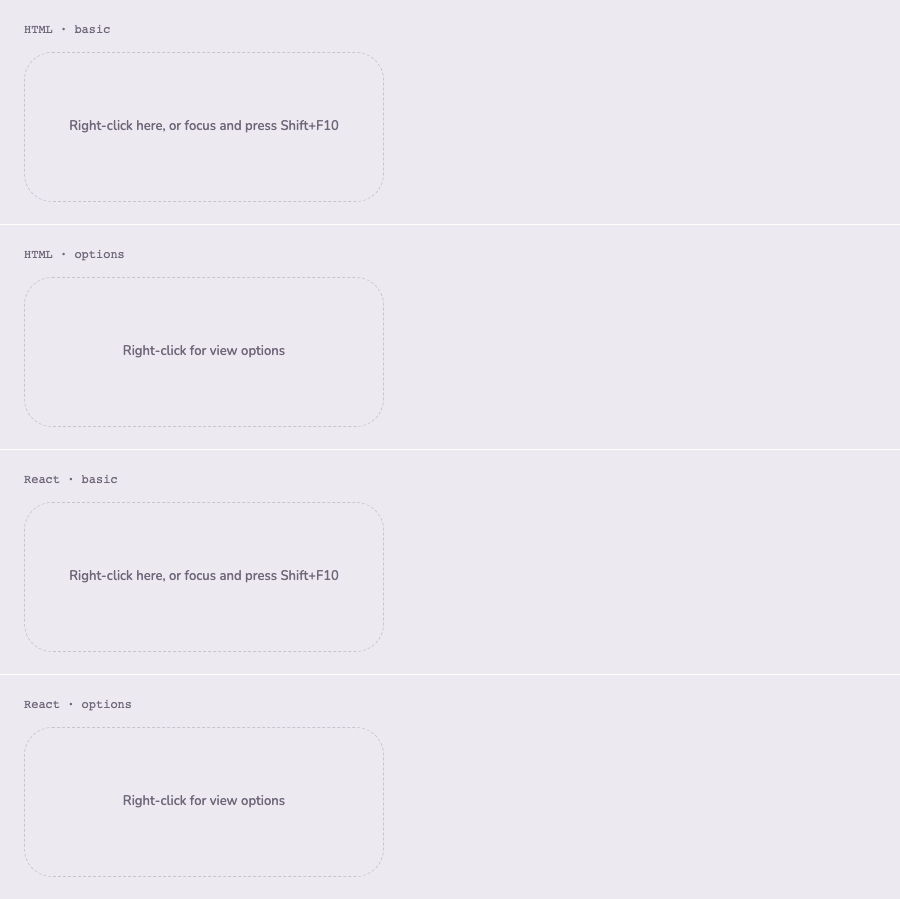 HTML · basic
Right-click here, or focus and press Shift+F10
HTML · options
Right-click for view options
React · basic
Right-click here, or focus and press Shift+F10
React · options
Right-click for view options